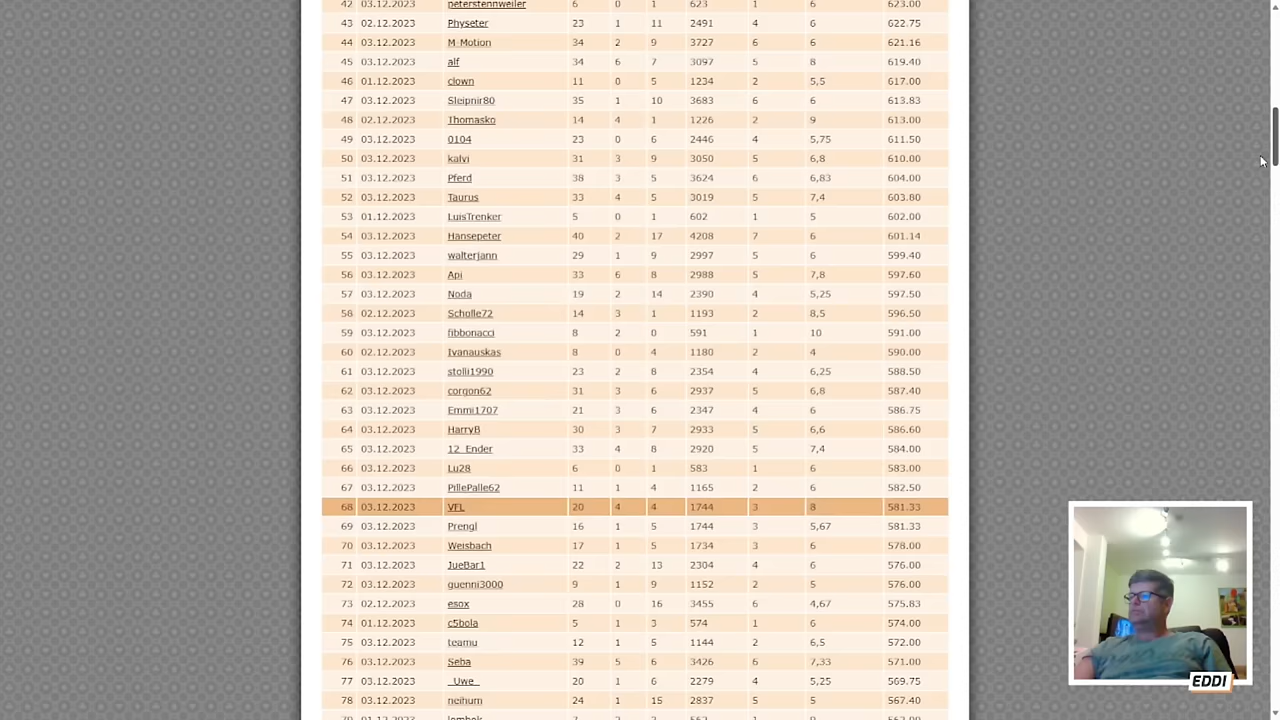 42 03.12.2023 peterstennweiler 6 0 1 623 1 6 623.00
43 02.12.2023 Physeter 23 1 11 2491 4 6 622.75
44 03.12.2023 M-Motion 34 2 9 3727 6 6 621.16
45 03.12.2023 alf 34 6 7 3097 5 8 619.40
46 01.12.2023 clown 11 0 5 1234 2 5,5 617.00
47 03.12.2023 Sleipnir80 35 1 10 3683 6 6 613.83
48 02.12.2023 Thomasko 14 4 1 1226 2 9 613.00
49 03.12.2023 0104 23 0 6 2446 4 5,75 611.50
50 03.12.2023 kalvi 31 3 9 3050 5 6,8 610.00
51 03.12.2023 Pferd 38 3 5 3624 6 6,83 604.00
52 03.12.2023 Taurus 33 4 5 3019 5 7,4 603.80
53 01.12.2023 LuisTrenker 5 0 1 602 1 5 602.00
54 03.12.2023 Hansepeter 40 2 17 4208 7 6 601.14
55 03.12.2023 walterjann 29 1 9 2997 5 6 599.40
56 03.12.2023 Api 33 6 8 2988 5 7,8 597.60
57 03.12.2023 Noda 19 2 14 2390 4 5,25 597.50
58 02.12.2023 Scholle72 14 3 1 1193 2 8,5 596.50
59 03.12.2023 fibbonacci 8 2 0 591 1 10 591.00
60 02.12.2023 Ivanauskas 8 0 4 1180 2 4 590.00
61 03.12.2023 stolli1990 23 2 8 2354 4 6,25 588.50
62 03.12.2023 corgon62 31 3 6 2937 5 6,8 587.40
63 03.12.2023 Emmi1707 21 3 6 2347 4 6 586.75
64 03.12.2023 HarryB 30 3 7 2933 5 6,6 586.60
65 03.12.2023 12_Ender 33 4 8 2920 5 7,4 584.00
66 03.12.2023 Lu28 6 0 1 583 1 6 583.00
67 03.12.2023 PillePalle62 11 1 4 1165 2 6 582.50
68 03.12.2023 VFL 20 4 4 1744 3 8 581.33
69 03.12.2023 Prengl 16 1 5 1744 3 5,67 581.33
70 03.12.2023 Weisbach 17 1 5 1734 3 6 578.00
71 03.12.2023 JueBar1 22 2 13 2304 4 6 576.00
72 03.12.2023 guenni3000 9 1 9 1152 2 5 576.00
73 02.12.2023 esox 28 0 16 3455 6 4,67 575.83
74 01.12.2023 c5bola 5 1 3 574 1 6 574.00
75 03.12.2023 teamu 12 1 5 1144 2 6,5 572.00
76 03.12.2023 Seba 39 5 6 3426 6 7,33 571.00
77 03.12.2023 _Uwe_ 20 1 6 2279 4 5,25 569.75
78 03.12.2023 neihum 24 1 15 2837 5 5 567.40
EDDI